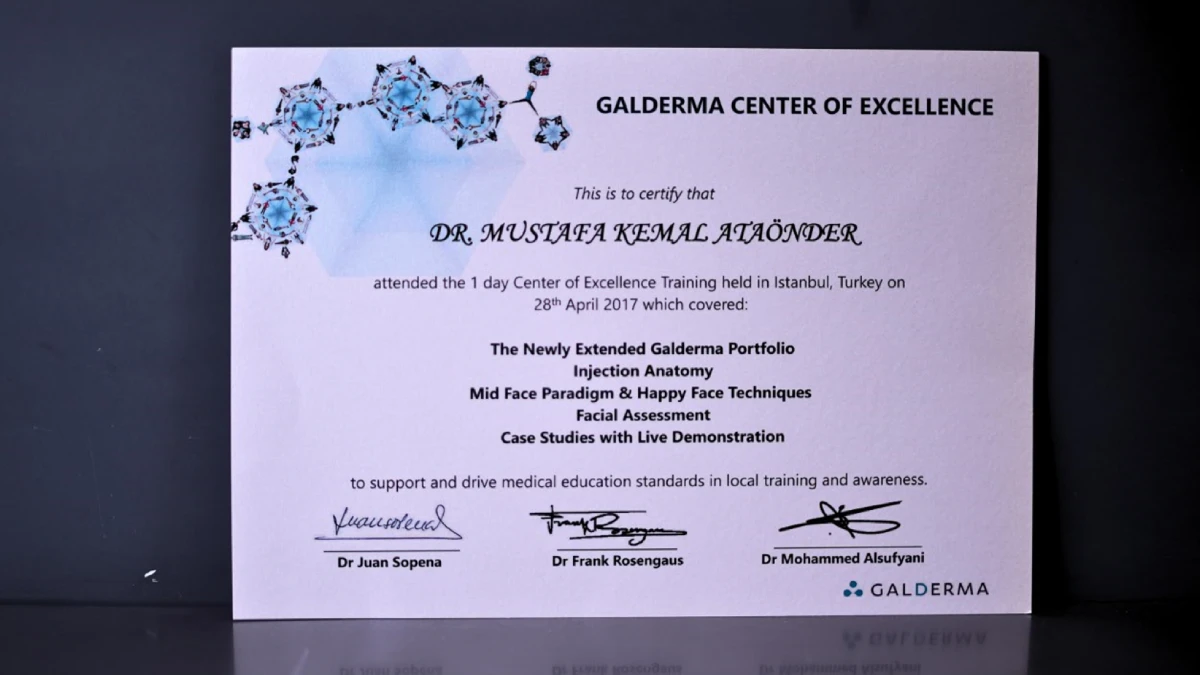 GALDERMA CENTER OF EXCELLENCE
This is to certify that
DR. MUSTAFA KEMAL ATAÖNDER
attended the 1 day Center of Excellence Training held in Istanbul, Turkey on
28th April 2017 which covered:
The Newly Extended Galderma Portfolio
Injection Anatomy
Mid Face Paradigm & Happy Face Techniques
Facial Assessment
Case Studies with Live Demonstration
to support and drive medical education standards in local training and awareness.
Juansolenal Frank Rosengaus
Dr Juan Sopena Dr Frank Rosengaus Dr Mohammed Alsufyani
GALDERMA